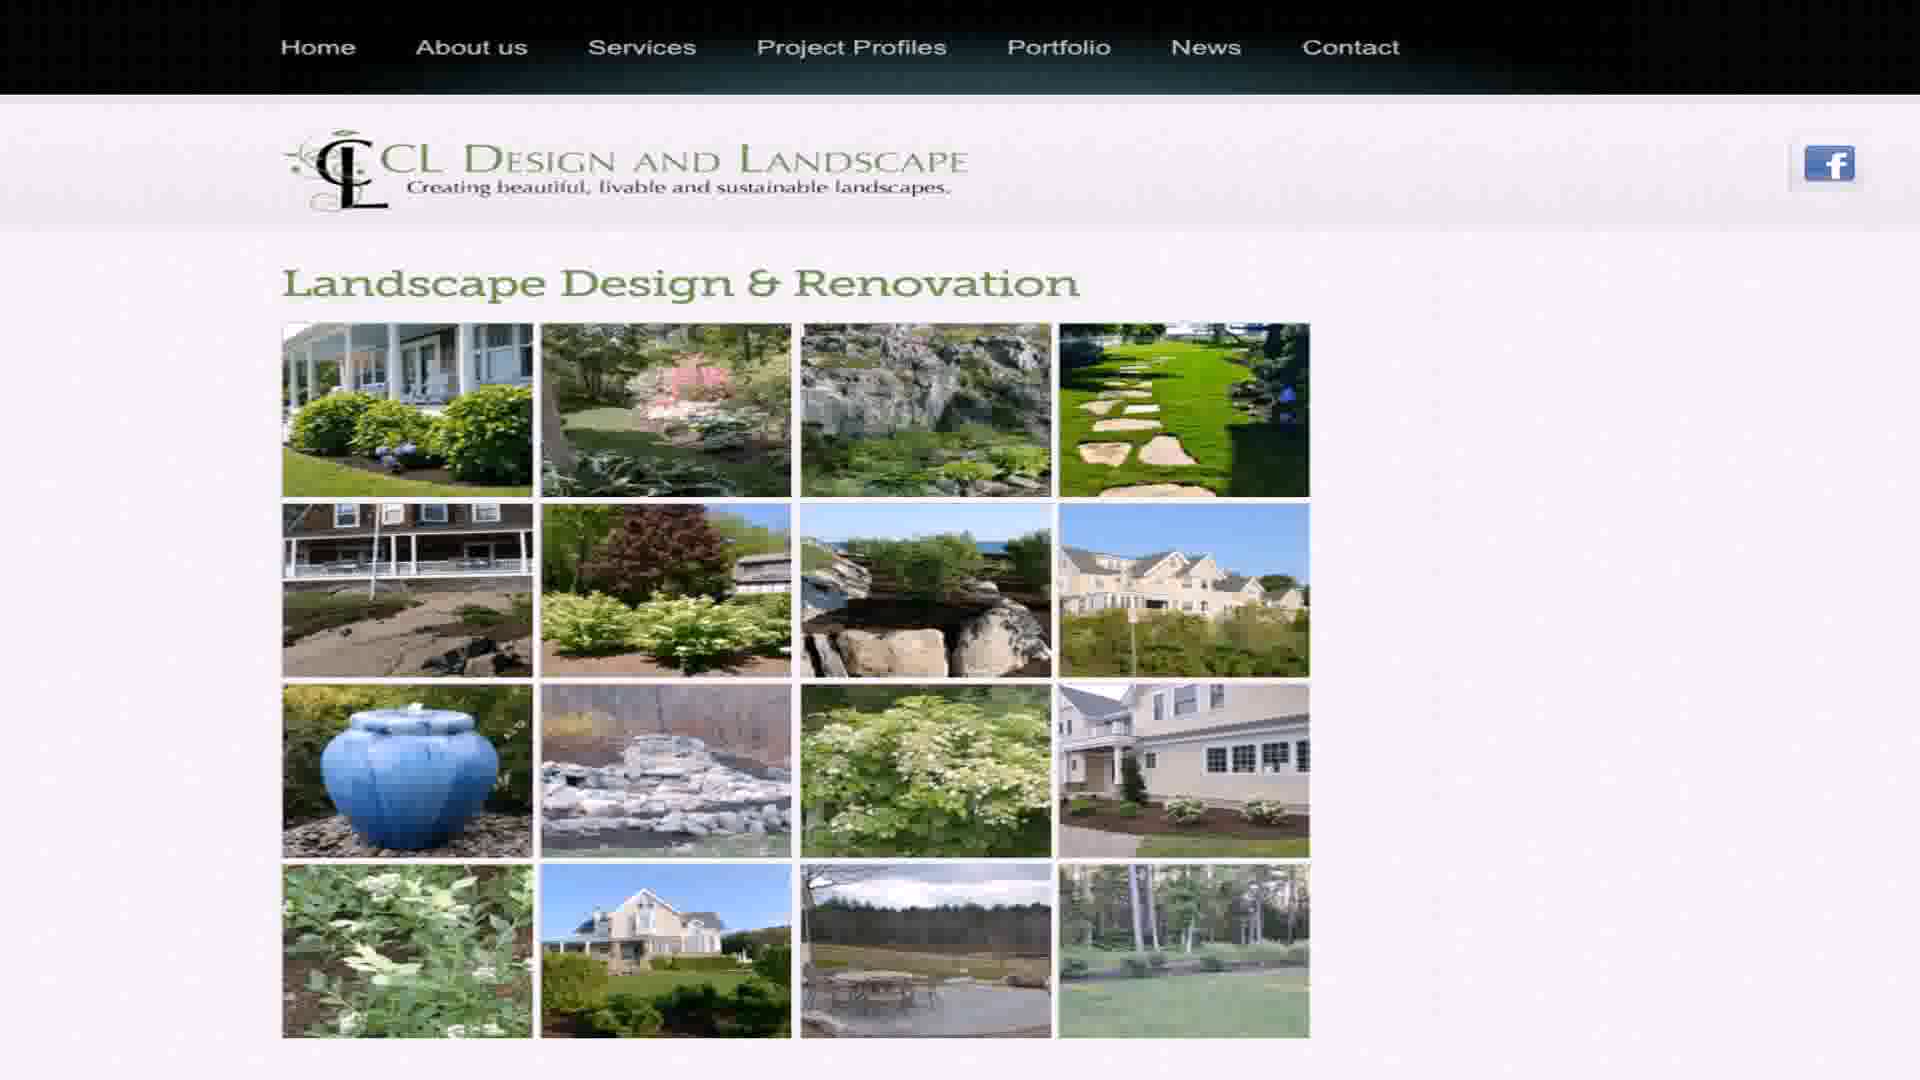 Home About us Services Project Profiles Portfolio News Contact
CL CL DESIGN AND LANDSCAPE
Creating beautiful, livable and sustainable landscapes.
f
Landscape Design & Renovation